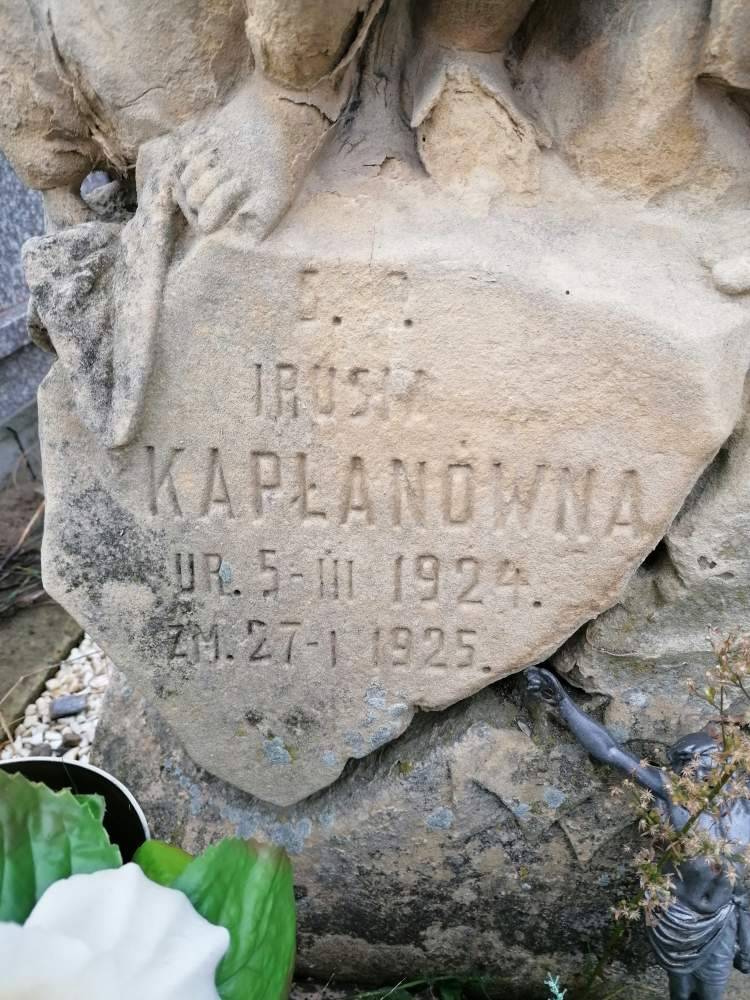 Ś. P.
IRUSIA
KAPŁANÓWNA
UR. 5-III 1924.
ZM. 27-I 1925.